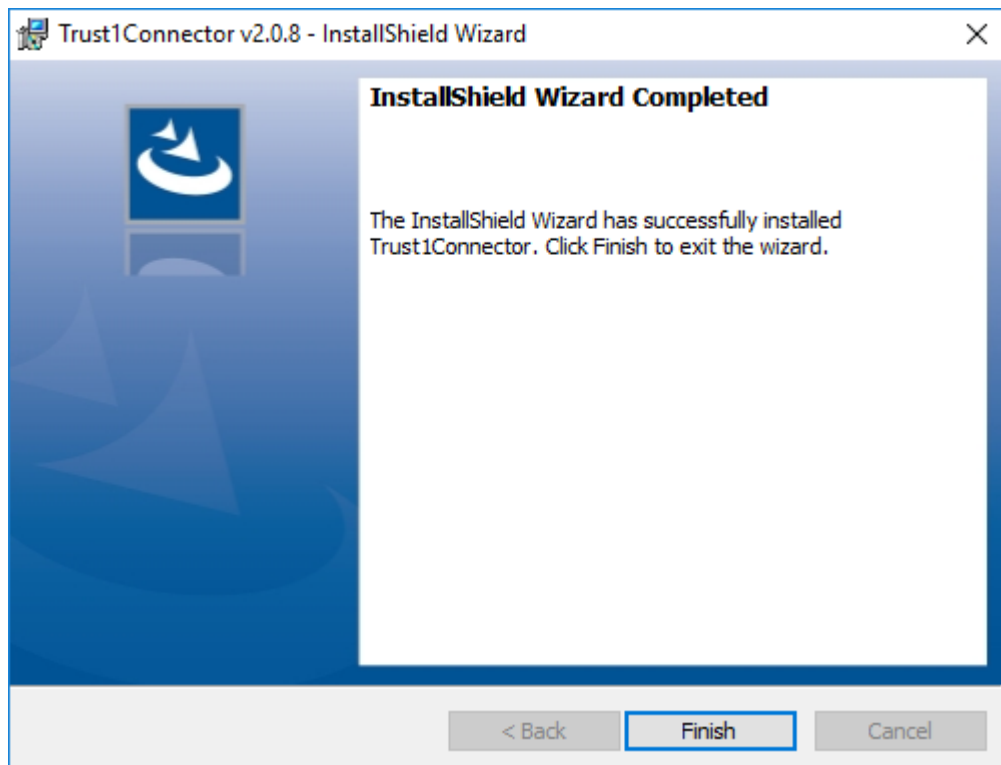 Trust1Connector v2.0.8 - InstallShield Wizard
InstallShield Wizard Completed
The InstallShield Wizard has successfully installed
Trust1Connector. Click Finish to exit the wizard.
< Back
Finish
Cancel